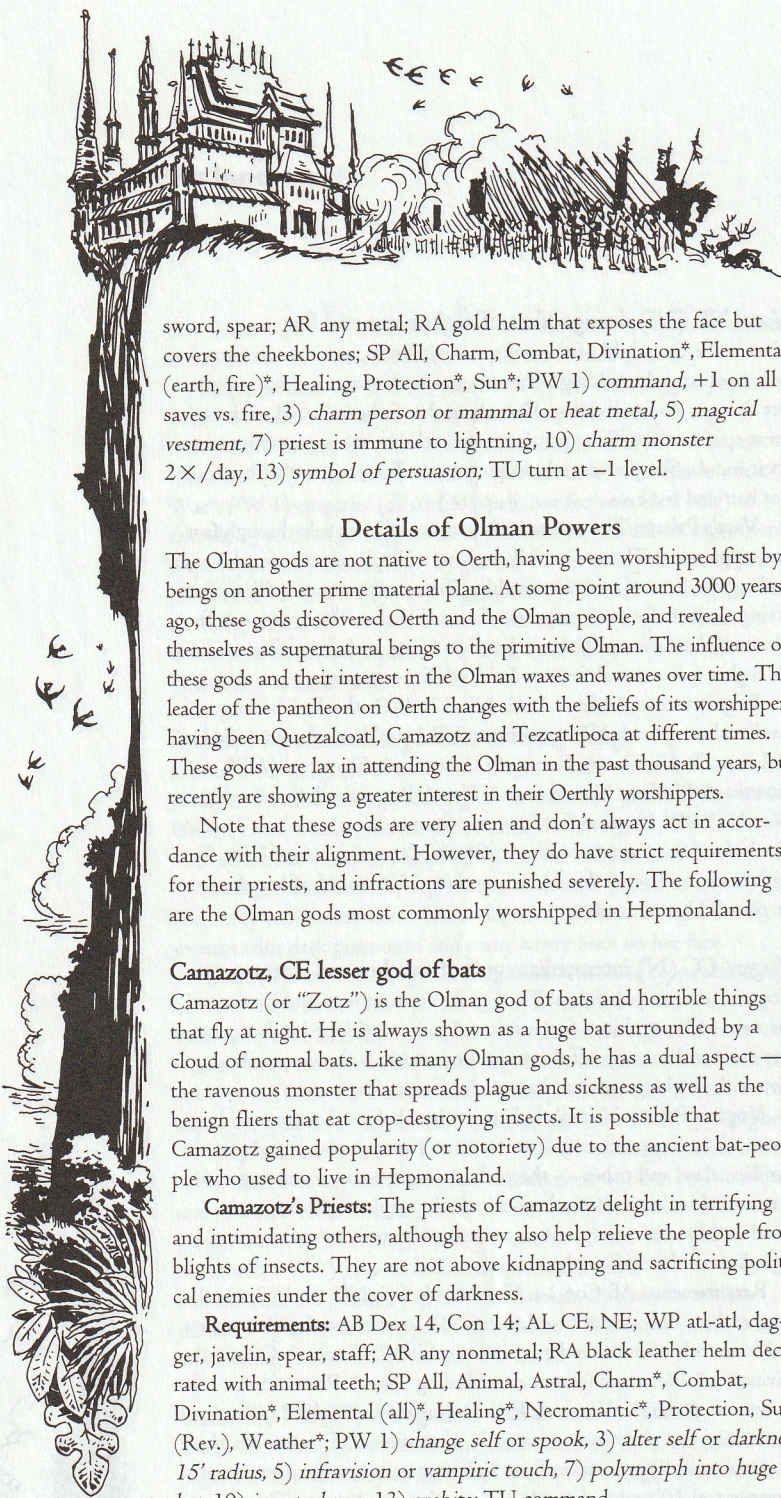 sword, spear; AR any metal; RA gold helm that exposes the face but
covers the cheekbones; SP All, Charm, Combat, Divination*, Elementa
(earth, fire)*, Healing, Protection*, Sun*; PW 1) command, +1 on all
saves vs. fire, 3) charm person or mammal or heat metal, 5) magical
vestment, 7) priest is immune to lightning, 10) charm monster
2×/day, 13) symbol of persuasion; TU turn at –1 level.
Details of Olman Powers
The Olman gods are not native to Oerth, having been worshipped first by
beings on another prime material plane. At some point around 3000 years
ago, these gods discovered Oerth and the Olman people, and revealed
themselves as supernatural beings to the primitive Olman. The influence o
these gods and their interest in the Olman waxes and wanes over time. Th
leader of the pantheon on Oerth changes with the beliefs of its worshipper
having been Quetzalcoatl, Camazotz and Tezcatlipoca at different times.
These gods were lax in attending the Olman in the past thousand years, bu
recently are showing a greater interest in their Oerthly worshippers.
Note that these gods are very alien and don't always act in accor-
dance with their alignment. However, they do have strict requirements
for their priests, and infractions are punished severely. The following
are the Olman gods most commonly worshipped in Hepmonaland.
Camazotz, CE lesser god of bats
Camazotz (or “Zotz”) is the Olman god of bats and horrible things
that fly at night. He is always shown as a huge bat surrounded by a
cloud of normal bats. Like many Olman gods, he has a dual aspect —
the ravenous monster that spreads plague and sickness as well as the
benign fliers that eat crop-destroying insects. It is possible that
Camazotz gained popularity (or notoriety) due to the ancient bat-peo
ple who used to live in Hepmonaland.
Camazotz's Priests: The priests of Camazotz delight in terrifying
and intimidating others, although they also help relieve the people fro
blights of insects. They are not above kidnapping and sacrificing polit
cal enemies under the cover of darkness.
Requirements: AB Dex 14, Con 14; AL CE, NE; WP atl-atl, dag-
ger, javelin, spear, staff; AR any nonmetal; RA black leather helm dec
rated with animal teeth; SP All, Animal, Astral, Charm*, Combat,
Divination*, Elemental (all)*, Healing*, Necromantic*, Protection, Su
(Rev.), Weather*; PW 1) change self or spook, 3) alter self or darkne
15' radius, 5) infravision or vampiric touch, 7) polymorph into huge
TU command